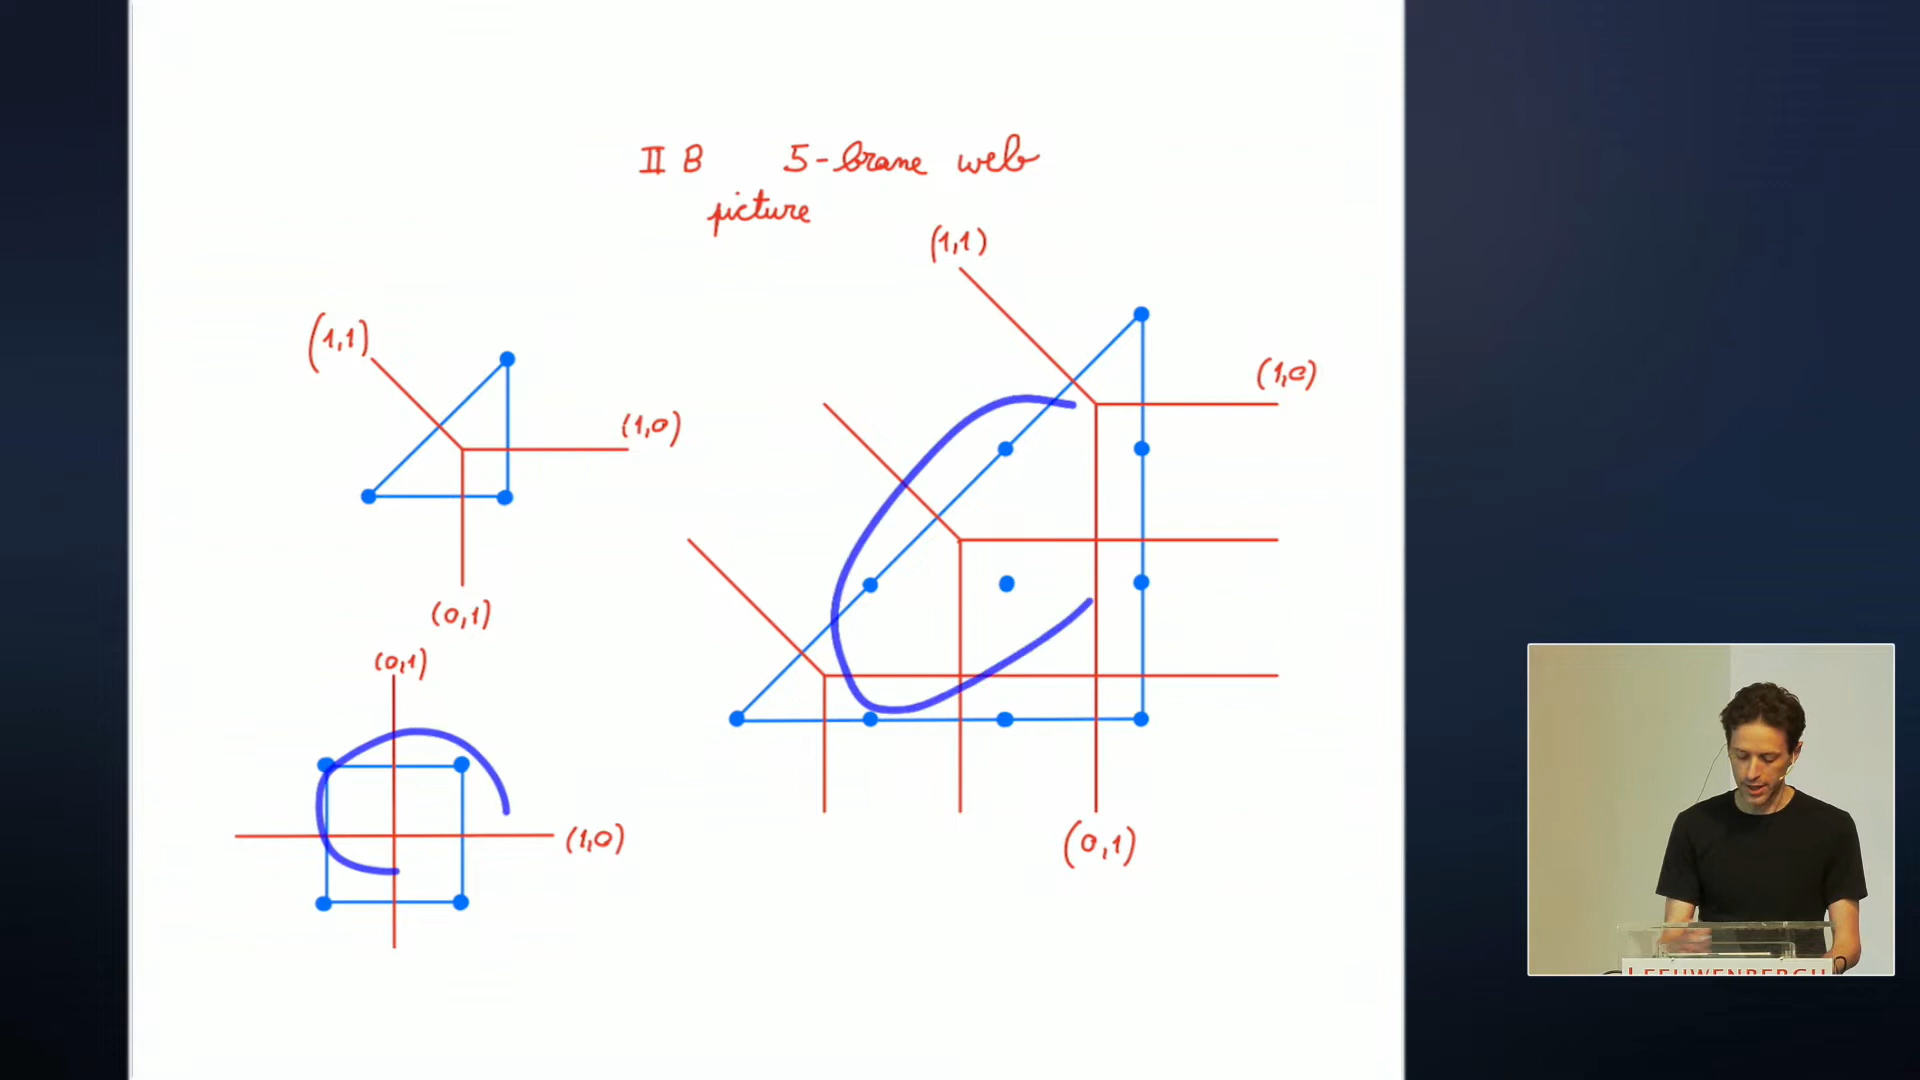 II B 5-brane web
picture
(1,1)
(1,0)
(1,1)
(1,0)
(0,1)
(0,1)
(1,0)
(0,1)
LEEUWENBERGH